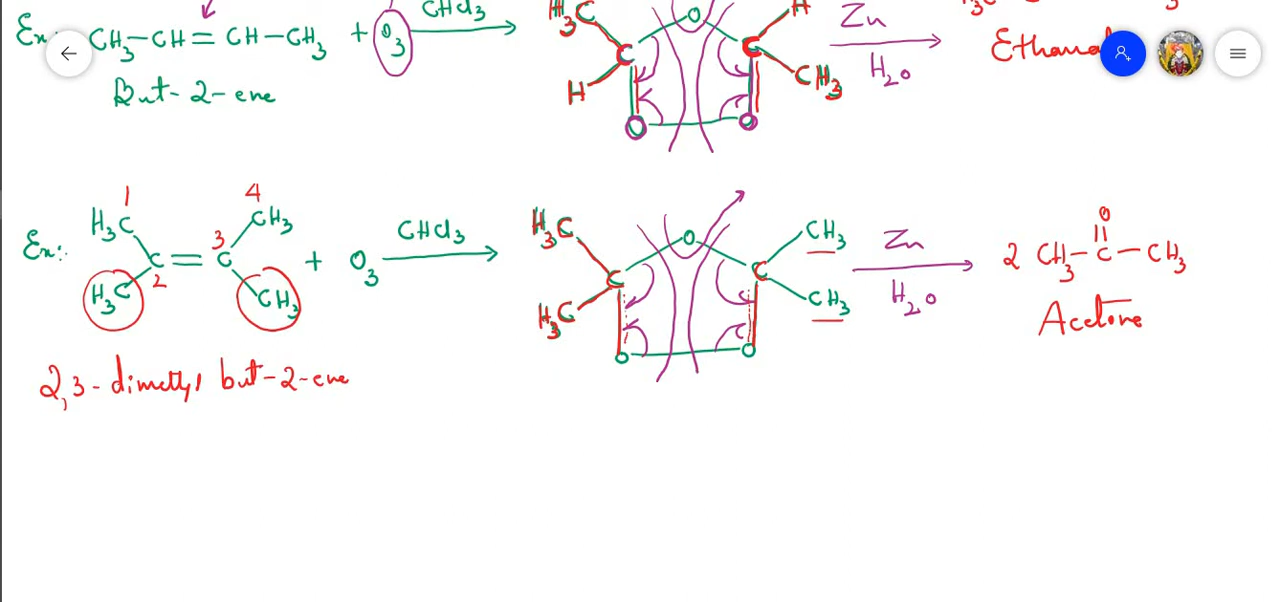 Ex: CH3-CH=CH-CH3 + O3 CHCl3 H3C O H Zn
C C H2O Ethanal
H CH3
O O
But-2-ene
1 4
H3C CH3 CHCl3 H3C O CH3 Zn O
Ex: C=C + O3 C C H2O 2 CH3-C-CH3
2 3
H3C CH3 H3C CH3 Acetone
O O
2,3-dimethyl but-2-ene